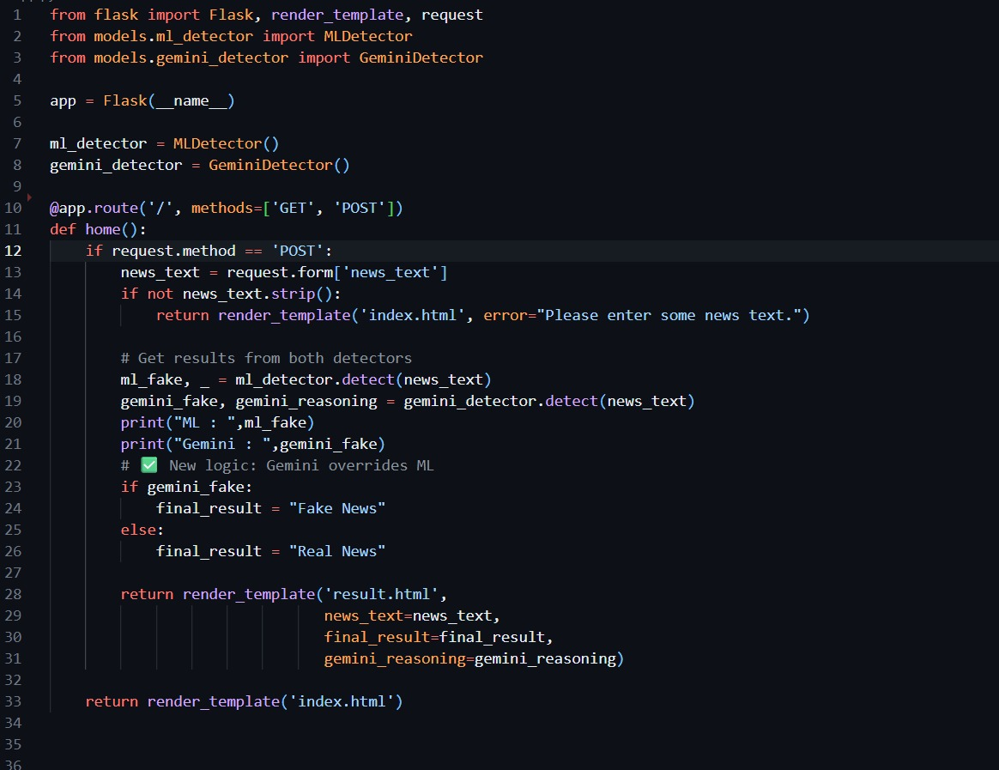 1 from flask import Flask, render_template, request
2 from models.ml_detector import MLDetector
3 from models.gemini_detector import GeminiDetector
4
5 app = Flask(__name__)
6
7 ml_detector = MLDetector()
8 gemini_detector = GeminiDetector()
9
10 @app.route('/', methods=['GET', 'POST'])
11 def home():
12     if request.method == 'POST':
13         news_text = request.form['news_text']
14         if not news_text.strip():
15             return render_template('index.html', error="Please enter some news text.")
16
17         # Get results from both detectors
18         ml_fake, _ = ml_detector.detect(news_text)
19         gemini_fake, gemini_reasoning = gemini_detector.detect(news_text)
20         print("ML : ",ml_fake)
21         print("Gemini : ",gemini_fake)
22         # ✅ New logic: Gemini overrides ML
23         if gemini_fake:
24             final_result = "Fake News"
25         else:
26             final_result = "Real News"
27
28         return render_template('result.html',
29                                news_text=news_text,
30                                final_result=final_result,
31                                gemini_reasoning=gemini_reasoning)
32
33     return render_template('index.html')
34
35
36